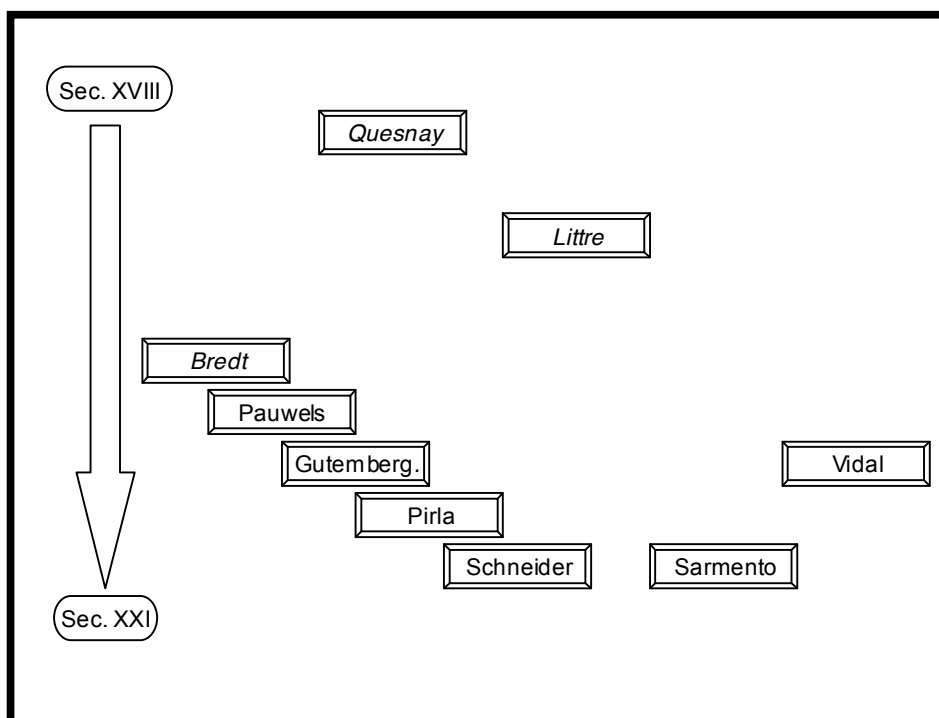 Sec. XVIII
Quesnay
Littre
Bredt
Pauwels
Gutemberg.
Vidal
Pirla
Schneider
Sarmento
Sec. XXI